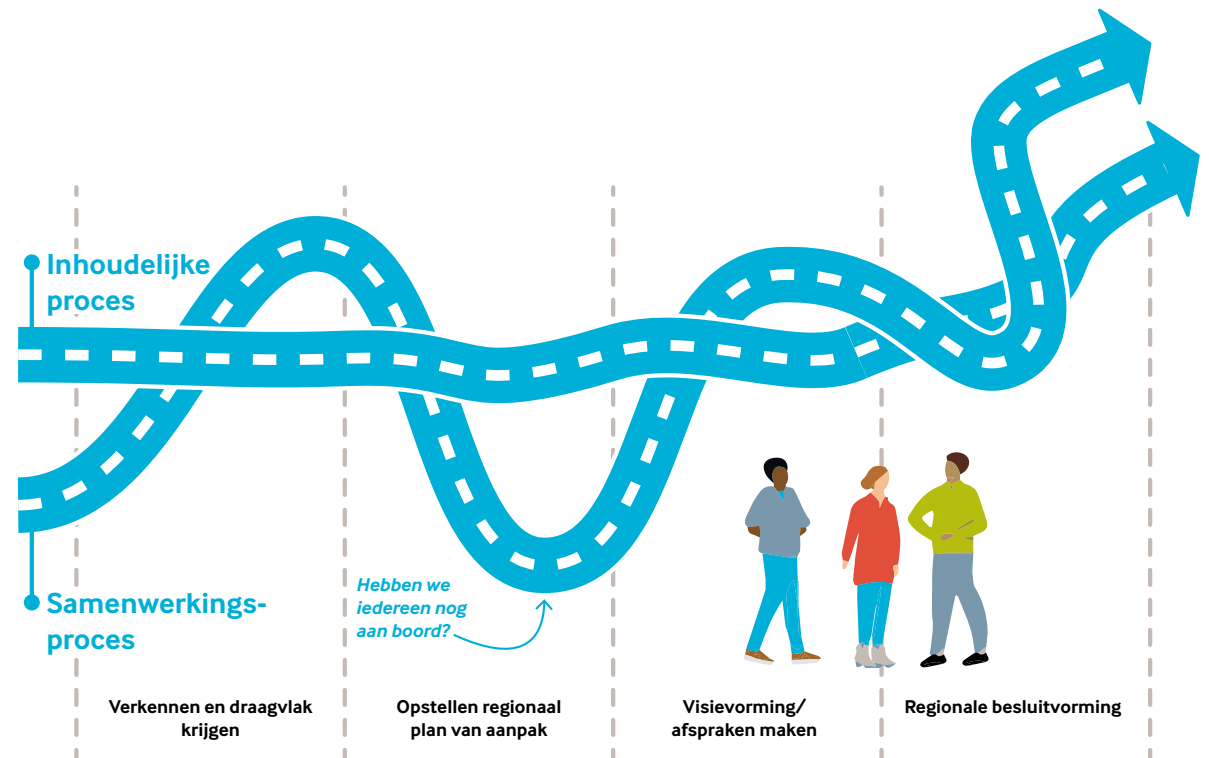 Inhoudelijke
proces
Samenwerkings-
proces
Hebben we
iedereen nog
aan boord?
Verkennen en draagvlak
krijgen
Opstellen regionaal
plan van aanpak
Visievorming/
afspraken maken
Regionale besluitvorming